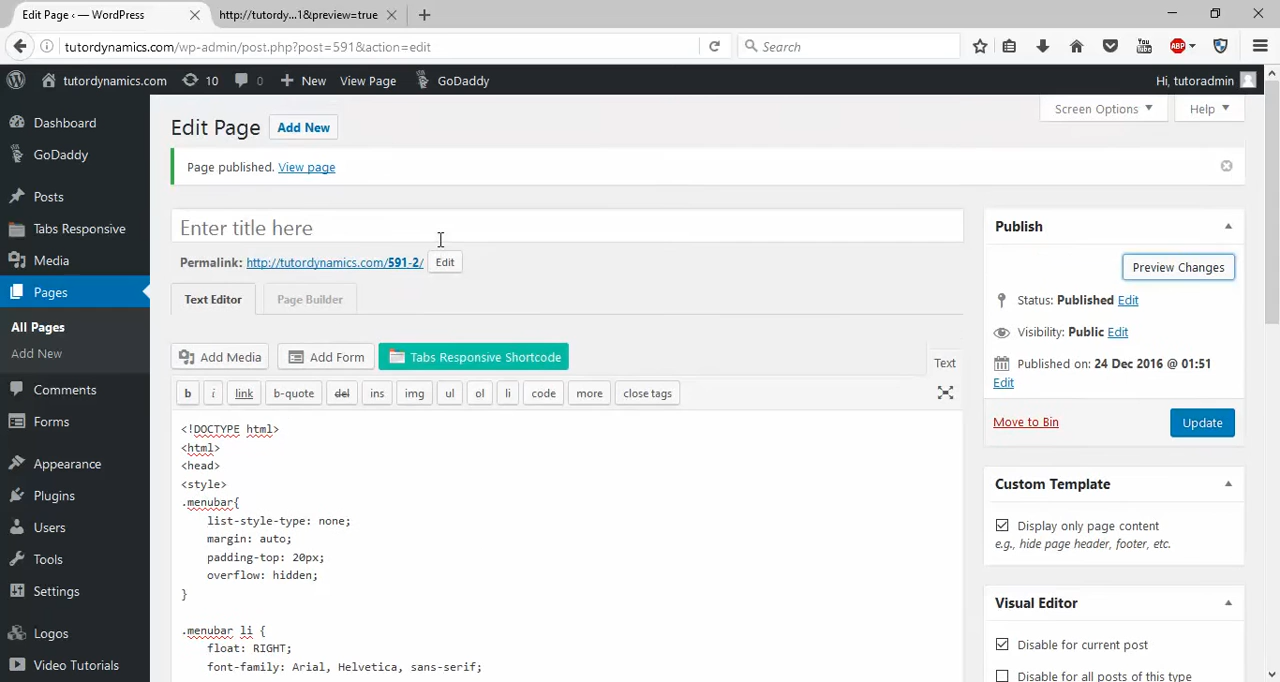 Edit Page ‹ — WordPress
http://tutordy...1&preview=true
tutordynamics.com/wp-admin/post.php?post=591&action=edit
Search
You
Tube
ABP
tutordynamics.com
10
0
New
View Page
GoDaddy
Hi, tutoradmin
Dashboard
GoDaddy
Posts
Tabs Responsive
Media
Pages
All Pages
Add New
Comments
Forms
Appearance
Plugins
Users
Tools
Settings
Logos
Video Tutorials
Screen Options
Help
Edit Page
Add New
Page published. View page
Enter title here
Permalink: http://tutordynamics.com/591-2/ Edit
Text Editor
Page Builder
Add Media
Add Form
Tabs Responsive Shortcode
Text
b i link b-quote del ins img ul ol li code more close tags
<!DOCTYPE html>
<html>
<head>
<style>
.menubar{
list-style-type: none;
margin: auto;
padding-top: 20px;
overflow: hidden;
}
.menubar li {
float: RIGHT;
font-family: Arial, Helvetica, sans-serif;
Publish
Preview Changes
Status: Published Edit
Visibility: Public Edit
Published on: 24 Dec 2016 @ 01:51
Edit
Move to Bin
Update
Custom Template
Display only page content
e.g., hide page header, footer, etc.
Visual Editor
Disable for current post
Disable for all posts of this type